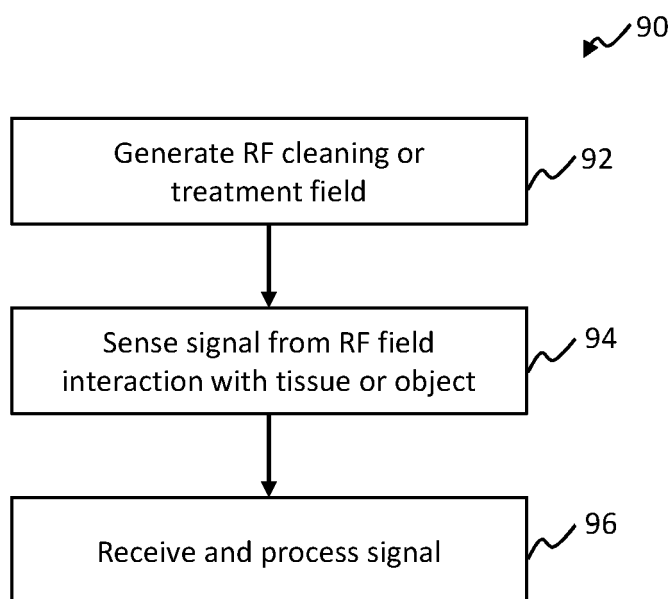 90
Generate RF cleaning or
treatment field
92
Sense signal from RF field
interaction with tissue or object
94
Receive and process signal
96